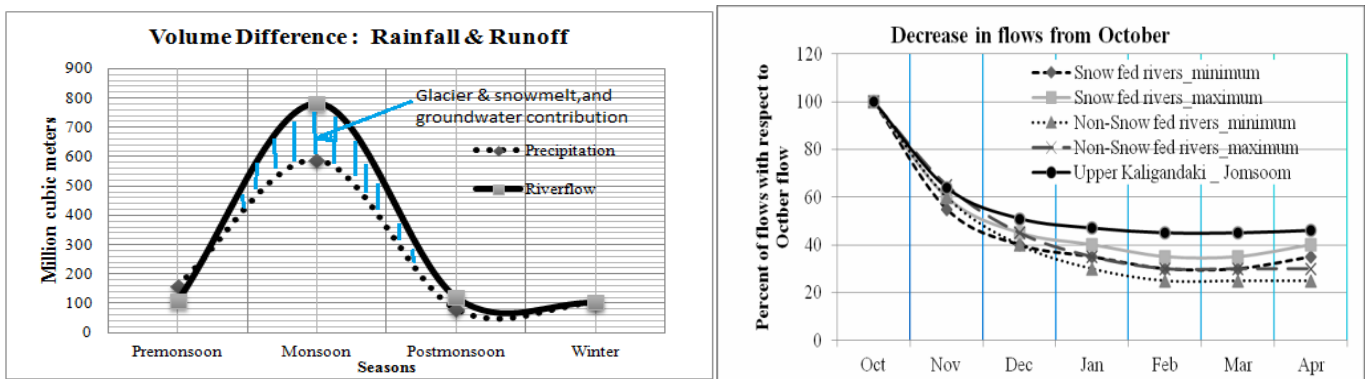 Volume Difference : Rainfall & Runoff
900
800
700
600
500
400
300
200
100
0
Million cubic meters
Glacier & snowmelt,and
groundwater contribution
Precipitation
Riverflow
Premonsoon Monsoon Postmonsoon Winter
Seasons
Decrease in flows from October
120
100
80
60
40
20
0
Percent of flows with respect to
Octber flow
Snow fed rivers_minimum
Snow fed rivers_maximum
Non-Snow fed rivers_minimum
Non-Snow fed rivers_maximum
Upper Kaligandaki _ Jomsoom
Oct Nov Dec Jan Feb Mar Apr